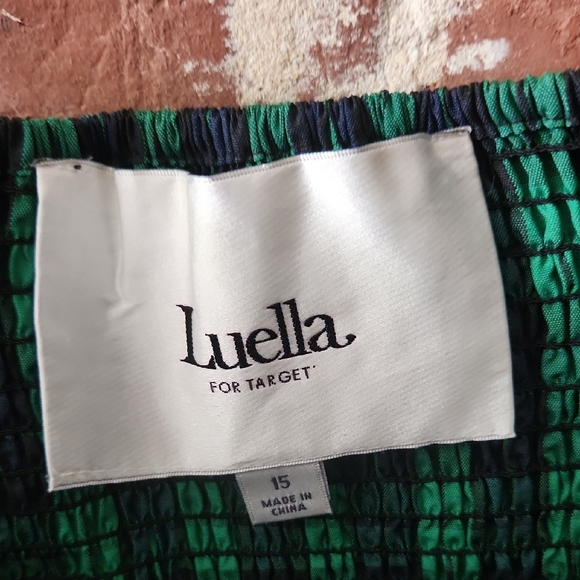 Luella
FOR TARGET
15
MADE IN
CHINA